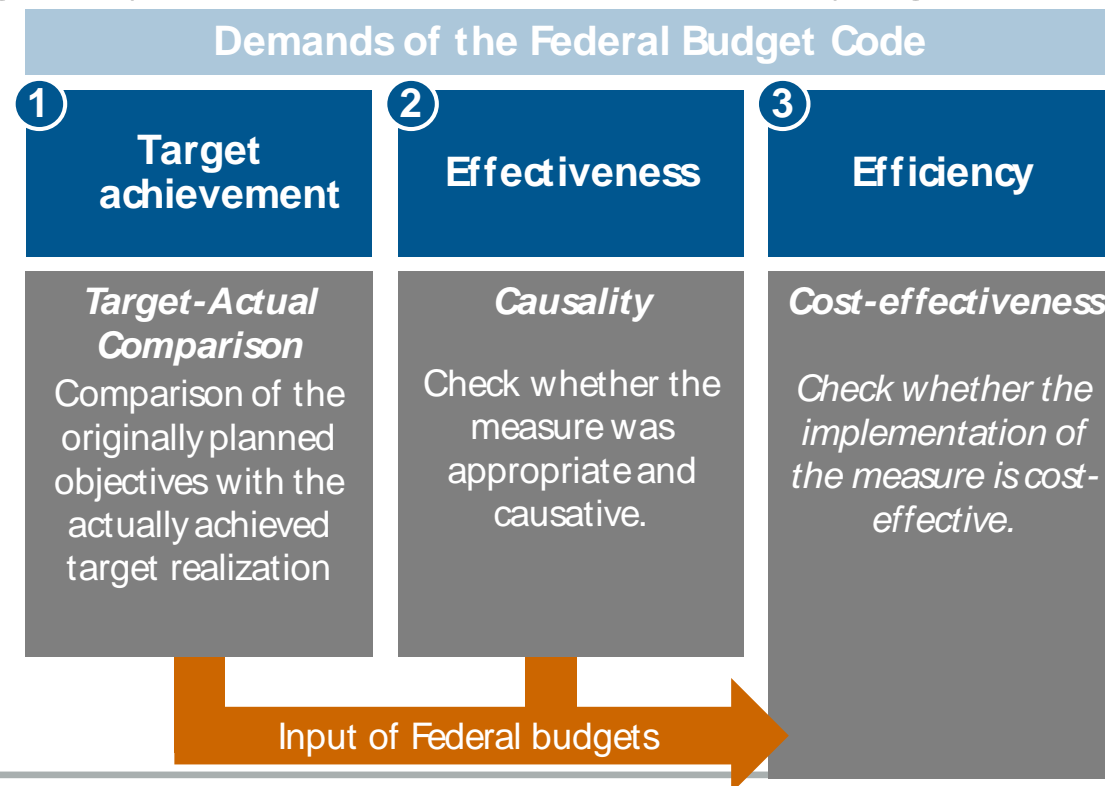 Demands of the Federal Budget Code
1
Target
achievement
Target-Actual
Comparison
Comparison of the
originally planned
objectives with the
actually achieved
target realization
2
Effectiveness
Causality
Check whether the
measure was
appropriate and
causative.
3
Efficiency
Cost-effectiveness
Check whether the
implementation of
the measure is cost-
effective.
Input of Federal budgets